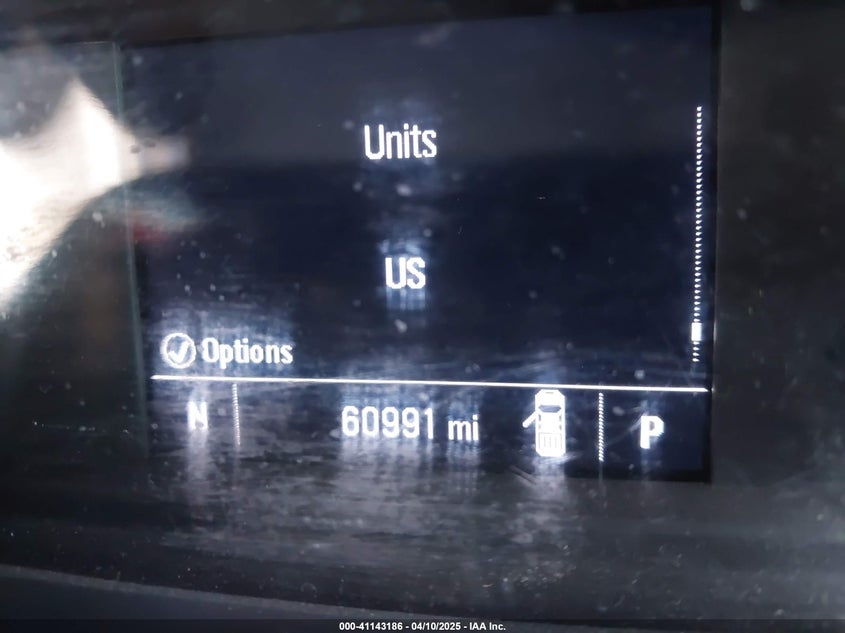 Units
US
Options
N 60991 mi P
000-41143186 - 04/10/2025 - IAA Inc.